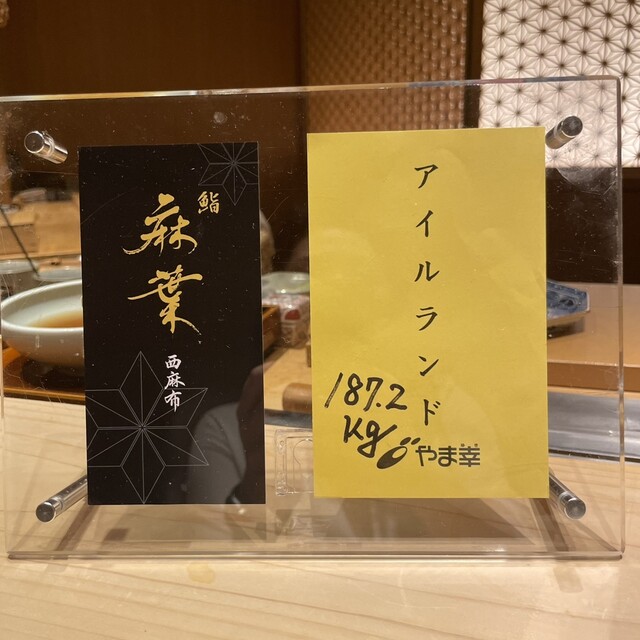 鮨
麻葉
西麻布
アイルランド
187.2
kg
やま幸